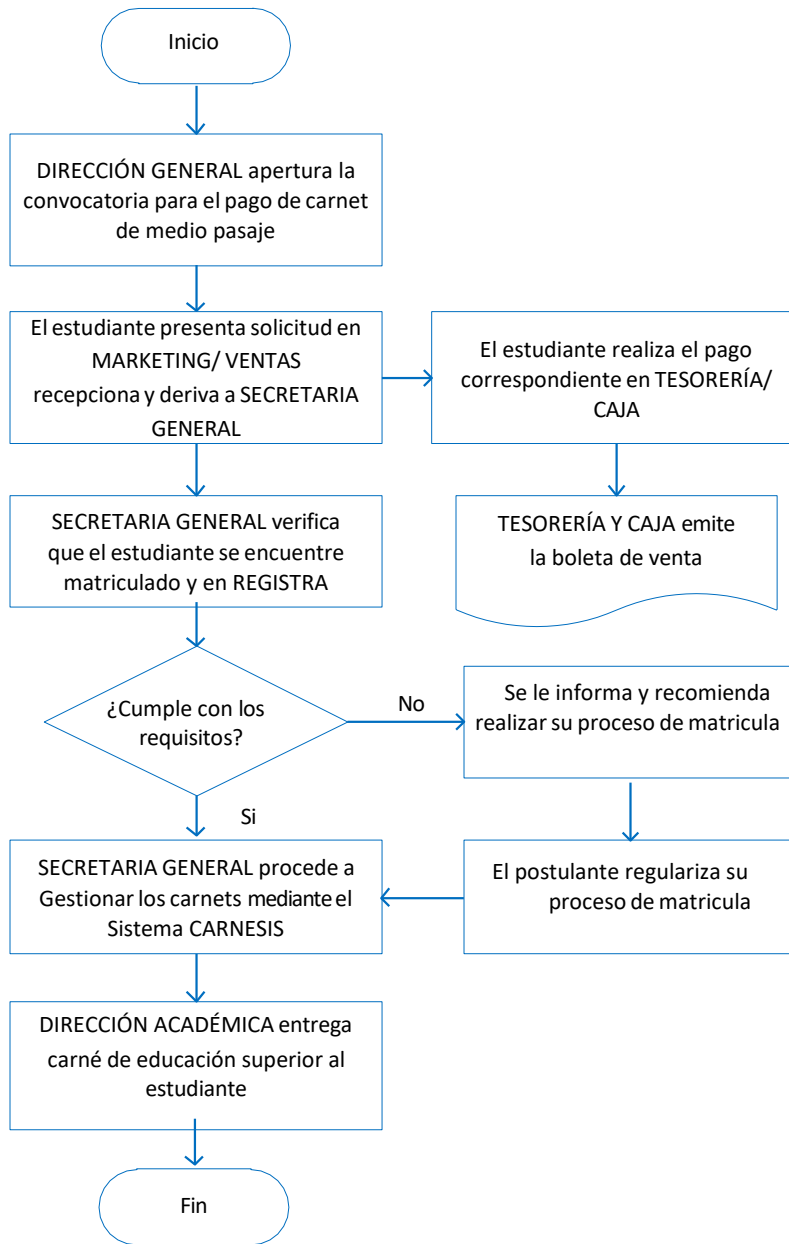 Inicio
DIRECCIÓN GENERAL apertura la
convocatoria para el pago de carnet
de medio pasaje
El estudiante presenta solicitud en
MARKETING/ VENTAS
recepciona y deriva a SECRETARIA
GENERAL
El estudiante realiza el pago
correspondiente en TESORERÍA/
CAJA
SECRETARIA GENERAL verifica
que el estudiante se encuentre
matriculado y en REGISTRA
TESORERÍA Y CAJA emite
la boleta de venta
¿Cumple con los
requisitos?
No
Se le informa y recomienda
realizar su proceso de matricula
Si
SECRETARIA GENERAL procede a
Gestionar los carnets mediante el
Sistema CARNESIS
El postulante regulariza su
proceso de matricula
DIRECCIÓN ACADÉMICA entrega
carné de educación superior al
estudiante
Fin